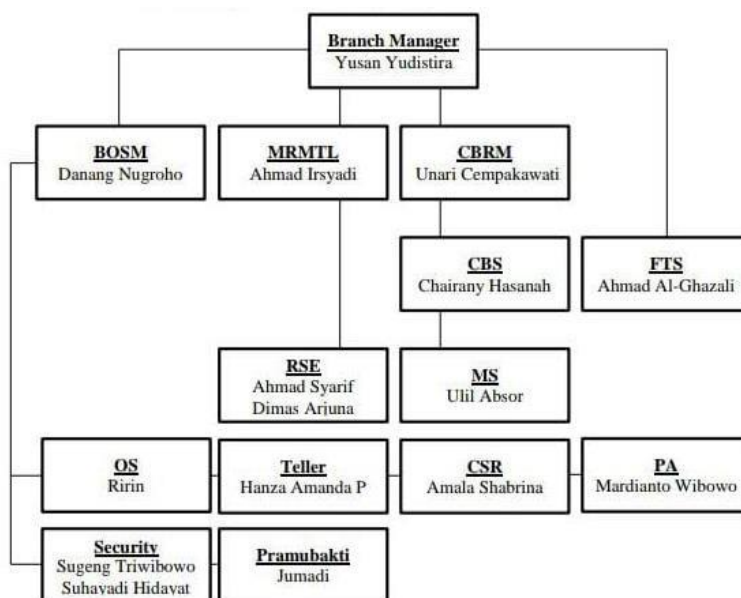 Branch Manager
Yusan Yudistira
BOSM
Danang Nugroho
MRMTL
Ahmad Irsyadi
CBRM
Unari Cempakawati
CBS
Chairany Hasanah
FTS
Ahmad Al-Ghazali
RSE
Ahmad Syarif
Dimas Arjuna
MS
Ulil Absor
OS
Ririn
Teller
Hanza Amanda P
CSR
Amala Shabrina
PA
Mardianto Wibowo
Security
Sugeng Triwibowo
Suhayadi Hidayat
Pramubakti
Jumadi